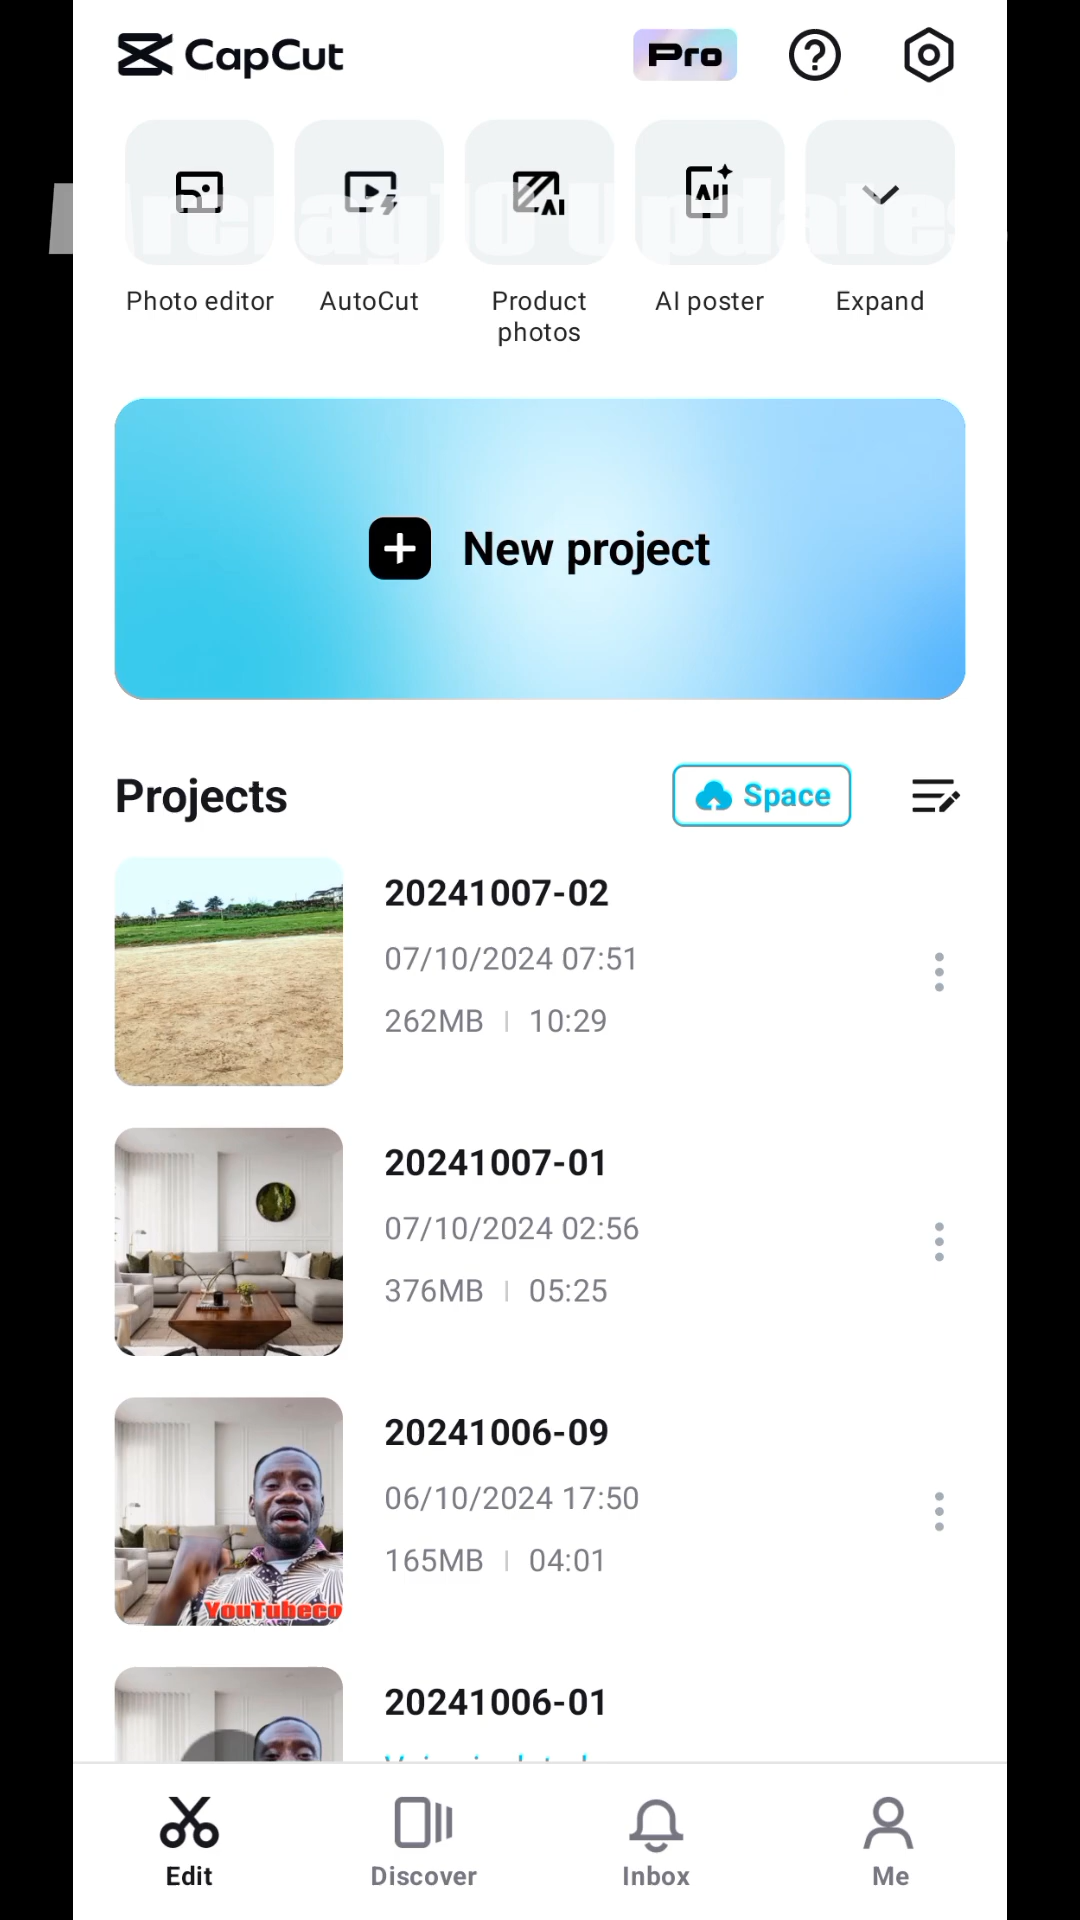 CapCut
Pro
Photo editor
AutoCut
Product
photos
AI poster
Expand
New project
Projects
Space
20241007-02
07/10/2024 07:51
262MB | 10:29
20241007-01
07/10/2024 02:56
376MB | 05:25
20241006-09
06/10/2024 17:50
165MB | 04:01
YouTubeco
20241006-01
Edit
Discover
Inbox
Me